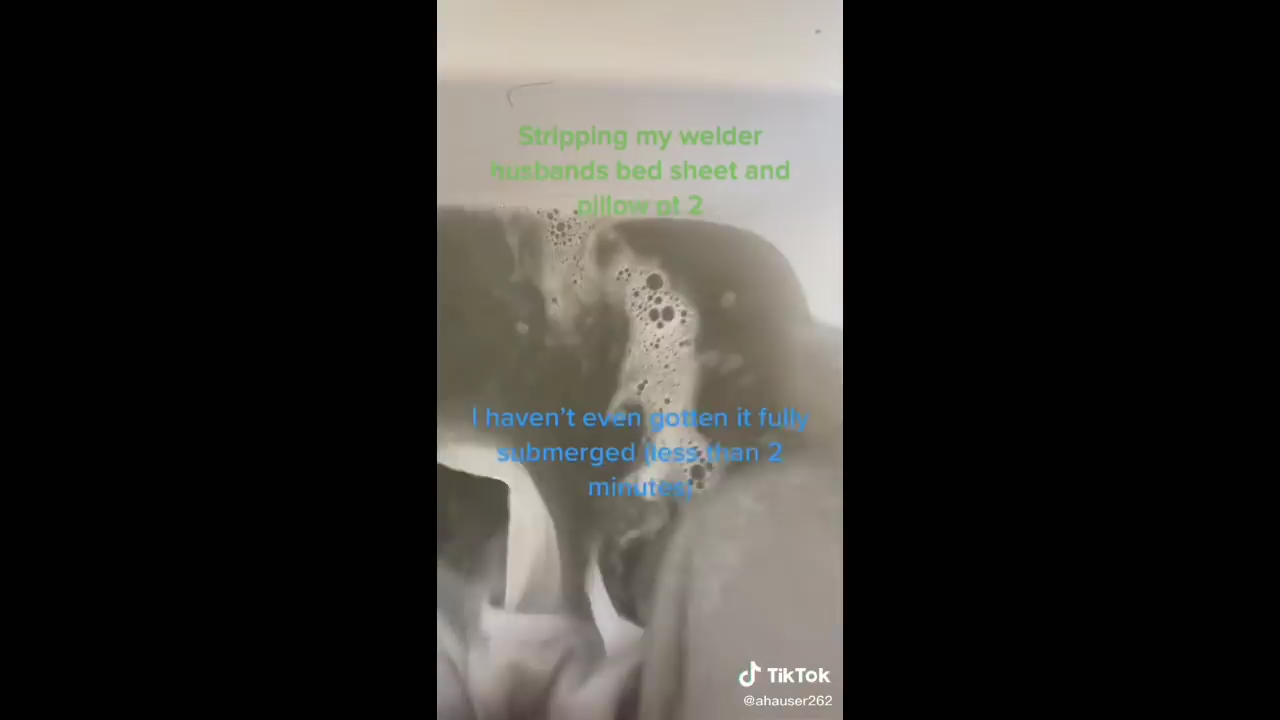 Stripping my welder
husbands bed sheet and
pillow pt 2
I haven't even gotten it fully
submerged (less than 2
minutes)
TikTok
@ahauser262